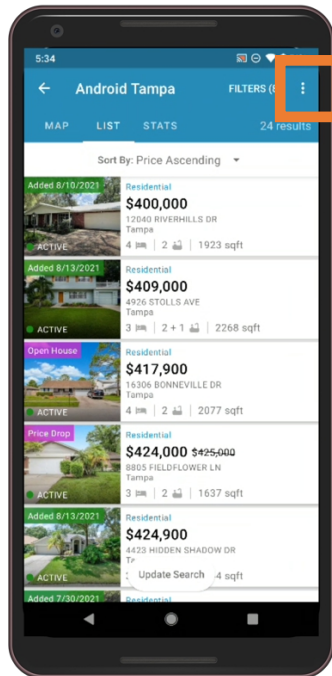 5:34
Android Tampa
FILTERS (
MAP LIST STATS 24 results
Sort By: Price Ascending
Added 8/10/2021
Residential
$400,000
12040 RIVERHILLS DR
Tampa
ACTIVE
4 | 2 | 1923 sqft
Added 8/13/2021
Residential
$409,000
4926 STOLLS AVE
Tampa
ACTIVE
3 | 2 + 1 | 2268 sqft
Open House
Residential
$417,900
16306 BONNEVILLE DR
Tampa
ACTIVE
4 | 2 | 2077 sqft
Price Drop
Residential
$424,000 $425,000
8805 FIELDFLOWER LN
Tampa
ACTIVE
3 | 2 | 1637 sqft
Added 8/13/2021
Residential
$424,900
4423 HIDDEN SHADOW DR
ACTIVE
Update Search
4 sqft
Added 7/30/2021
Residential